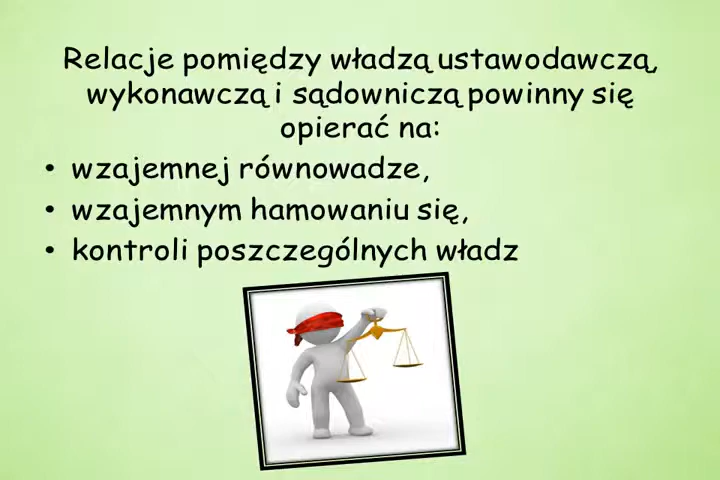 Relacje pomiędzy władzą ustawodawczą,
wykonawczą i sądowniczą powinny się
opierać na:
• wzajemnej równowadze,
• wzajemnym hamowaniu się,
• kontroli poszczególnych władz